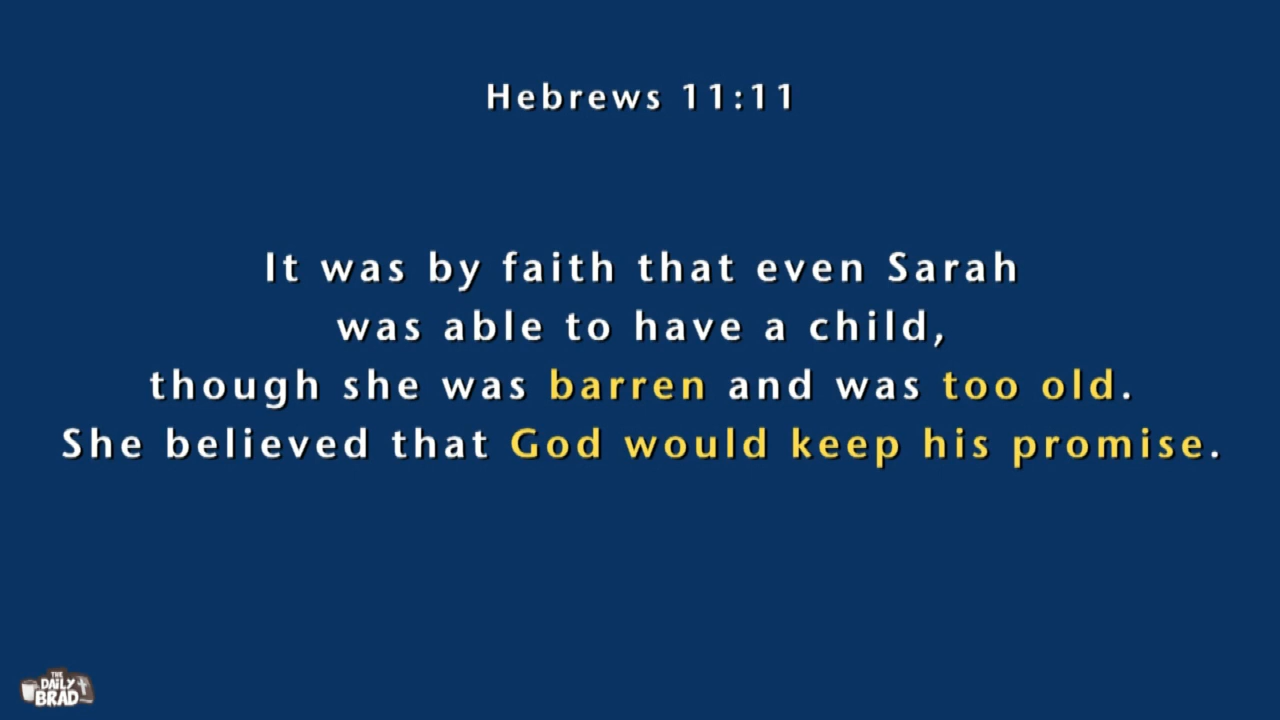 Hebrews 11:11
It was by faith that even Sarah
was able to have a child,
though she was barren and was too old.
She believed that God would keep his promise.
THE
DAiLY
BRAD